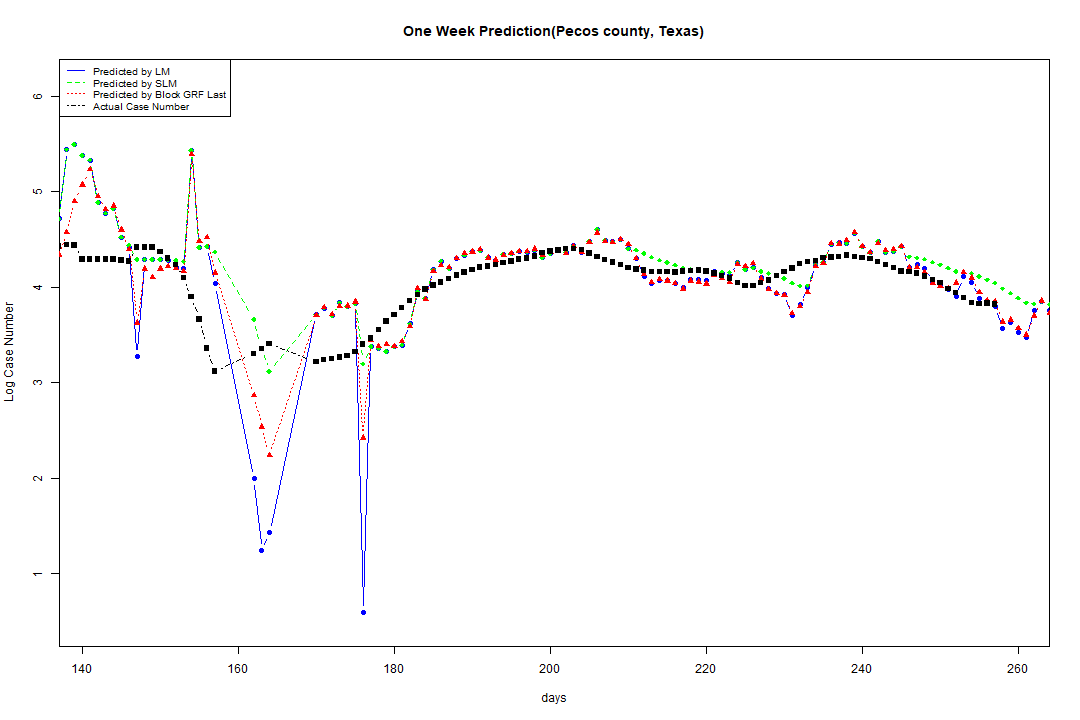 One Week Prediction(Pecos county, Texas)
Predicted by LM
Predicted by SLM
Predicted by Block GRF Last
Actual Case Number
6
5
4
3
2
1
Log Case Number
140 160 180 200 220 240 260
days